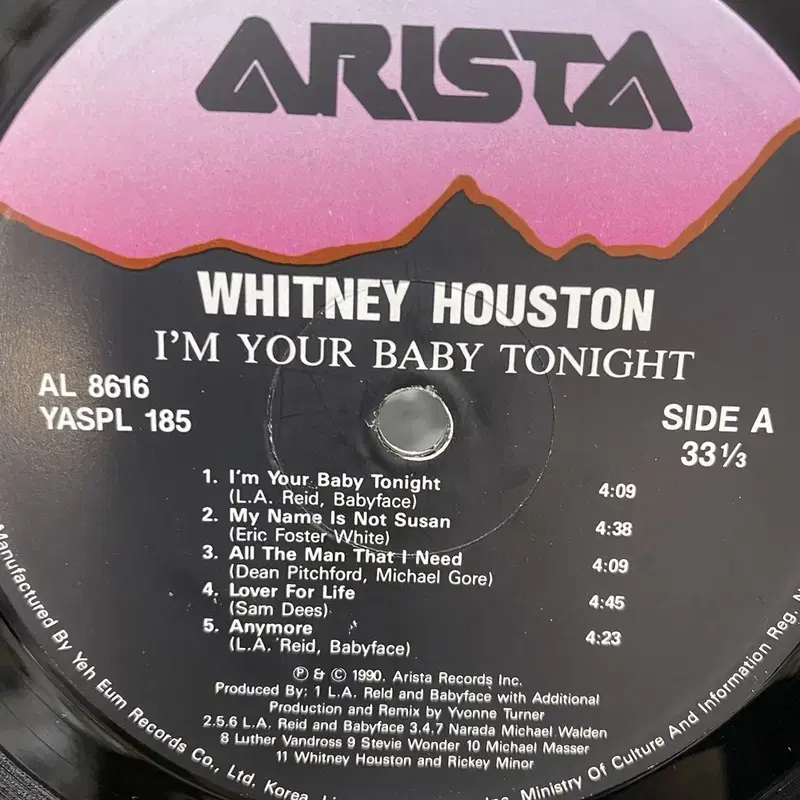 ARISTA
WHITNEY HOUSTON
I'M YOUR BABY TONIGHT
AL 8616
YASPL 185
SIDE A
33 1/3
1. I'm Your Baby Tonight 4:09
(L.A. Reid, Babyface)
2. My Name Is Not Susan 4:38
(Eric Foster White)
3. All The Man That I Need 4:09
(Dean Pitchford, Michael Gore)
4. Lover For Life 4:45
(Sam Dees)
5. Anymore 4:23
(L.A. Reid, Babyface)
Ⓟ & © 1990. Arista Records Inc.
Produced By: 1 L.A. Reld and Babyface with Additional
Production and Remix by Yvonne Turner
2.5.6 L.A. Reid and Babyface 3.4.7 Narada Michael Walden
8 Luther Vandross 9 Stevie Wonder 10 Michael Masser
11 Whitney Houston and Rickey Minor
Manufactured By Yeh Eum Records Co., Ltd, Korea, Ministry Of Culture And Information Reg.